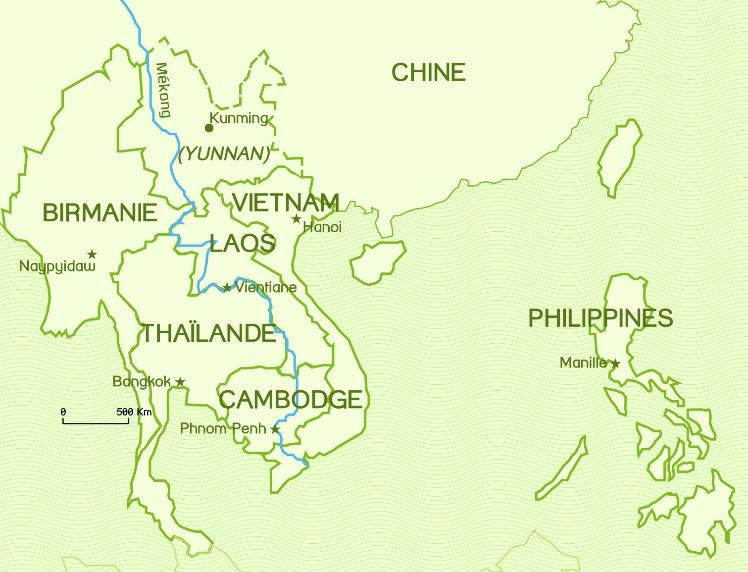 CHINE
Mékong
Kunming
(YUNNAN)
VIETNAM
BIRMANIE
Hanoi
LAOS
Naypyidaw
Vientiane
PHILIPPINES
THAÏLANDE
Manille
Bangkok
CAMBODGE
0 500 Km
Phnom Penh